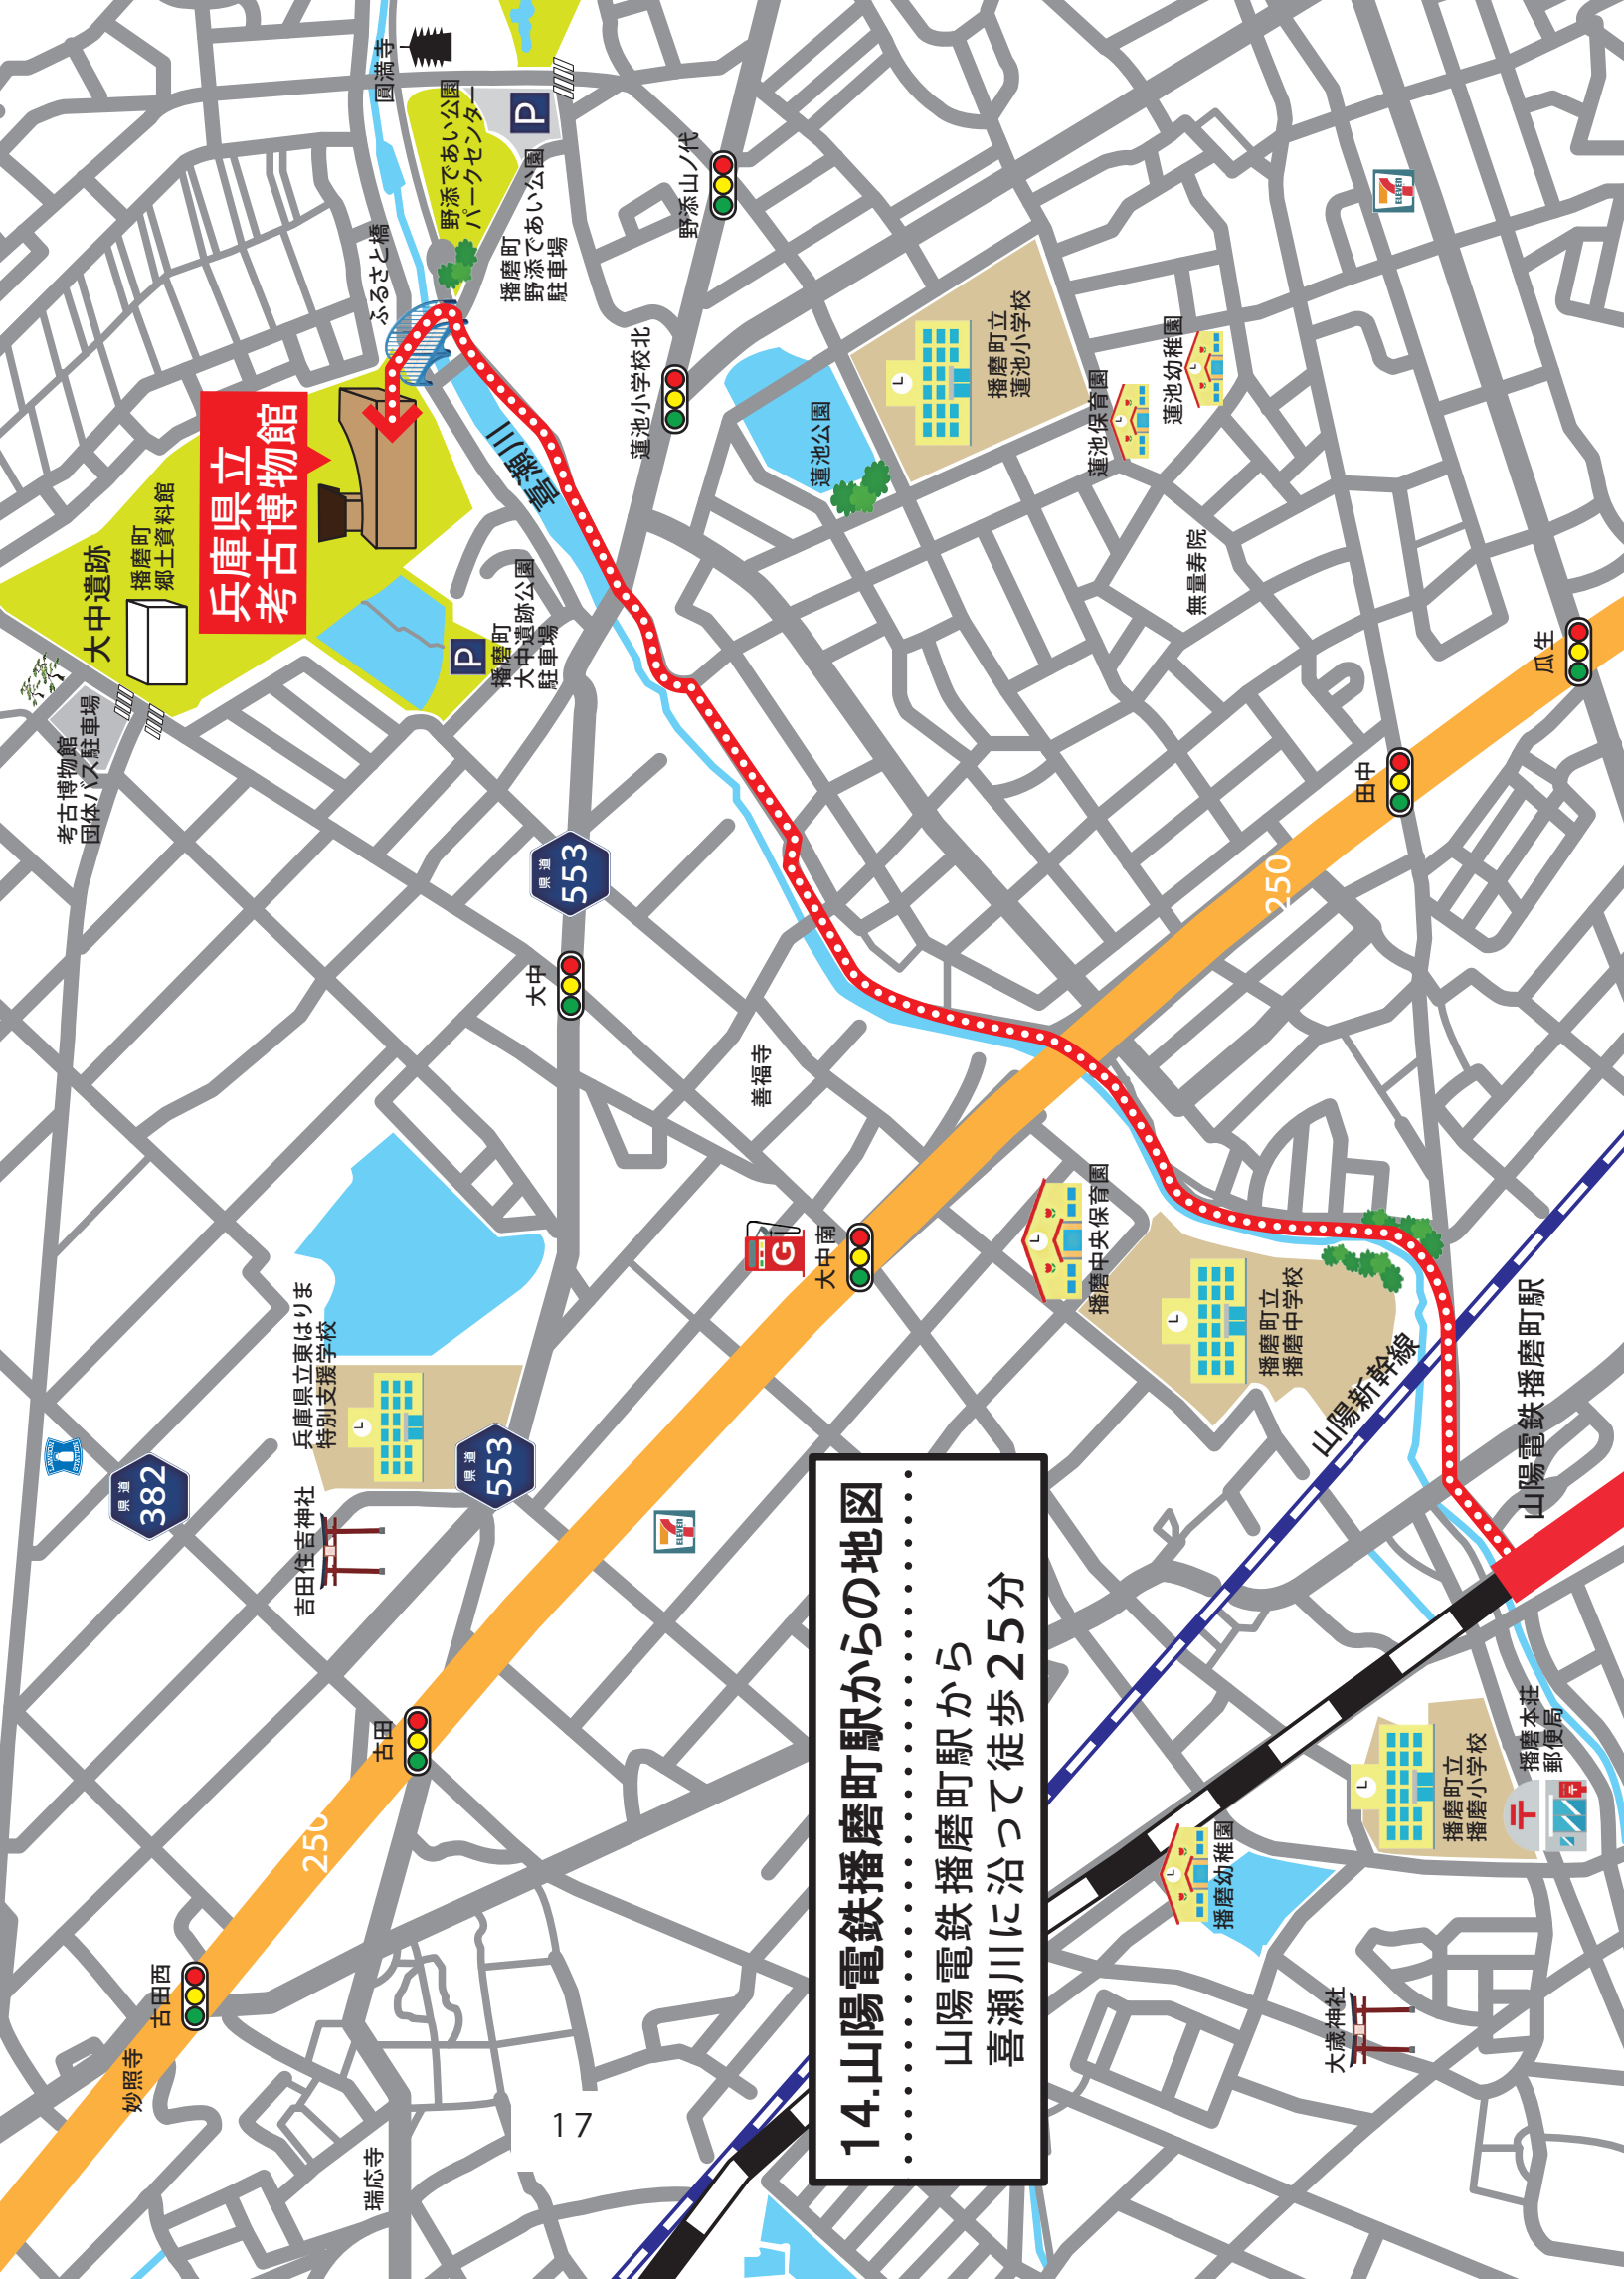 14.山陽電鉄播磨町駅からの地図
山陽電鉄播磨町駅から
喜瀬川に沿って徒歩25分
兵庫県立
考古博物館
大中遺跡
播磨町
郷土資料館
考古博物館
団体バス駐車場
圓満寺
ふるさと橋
野添であい公園
パークセンター
P
播磨町
野添であい公園
駐車場
喜瀬川
P
播磨町
大中遺跡公園
駐車場
野添山ノ代
蓮池小学校北
蓮池公園
播磨町立
蓮池小学校
蓮池保育園
蓮池幼稚園
無量寿院
瓜生
田中
250
県道
553
大中
善福寺
G
大中南
播磨中央保育園
播磨町立
播磨中学校
山陽新幹線
山陽電鉄播磨町駅
兵庫県立東はりま
特別支援学校
県道
553
県道
382
LAWSON
STATION
吉田住吉神社
7
ELEVEN
7
ELEVEN
古田
250
古田西
妙照寺
瑞応寺
播磨本荘
郵便局
〒
播磨町立
播磨小学校
播磨幼稚園
大歳神社
17